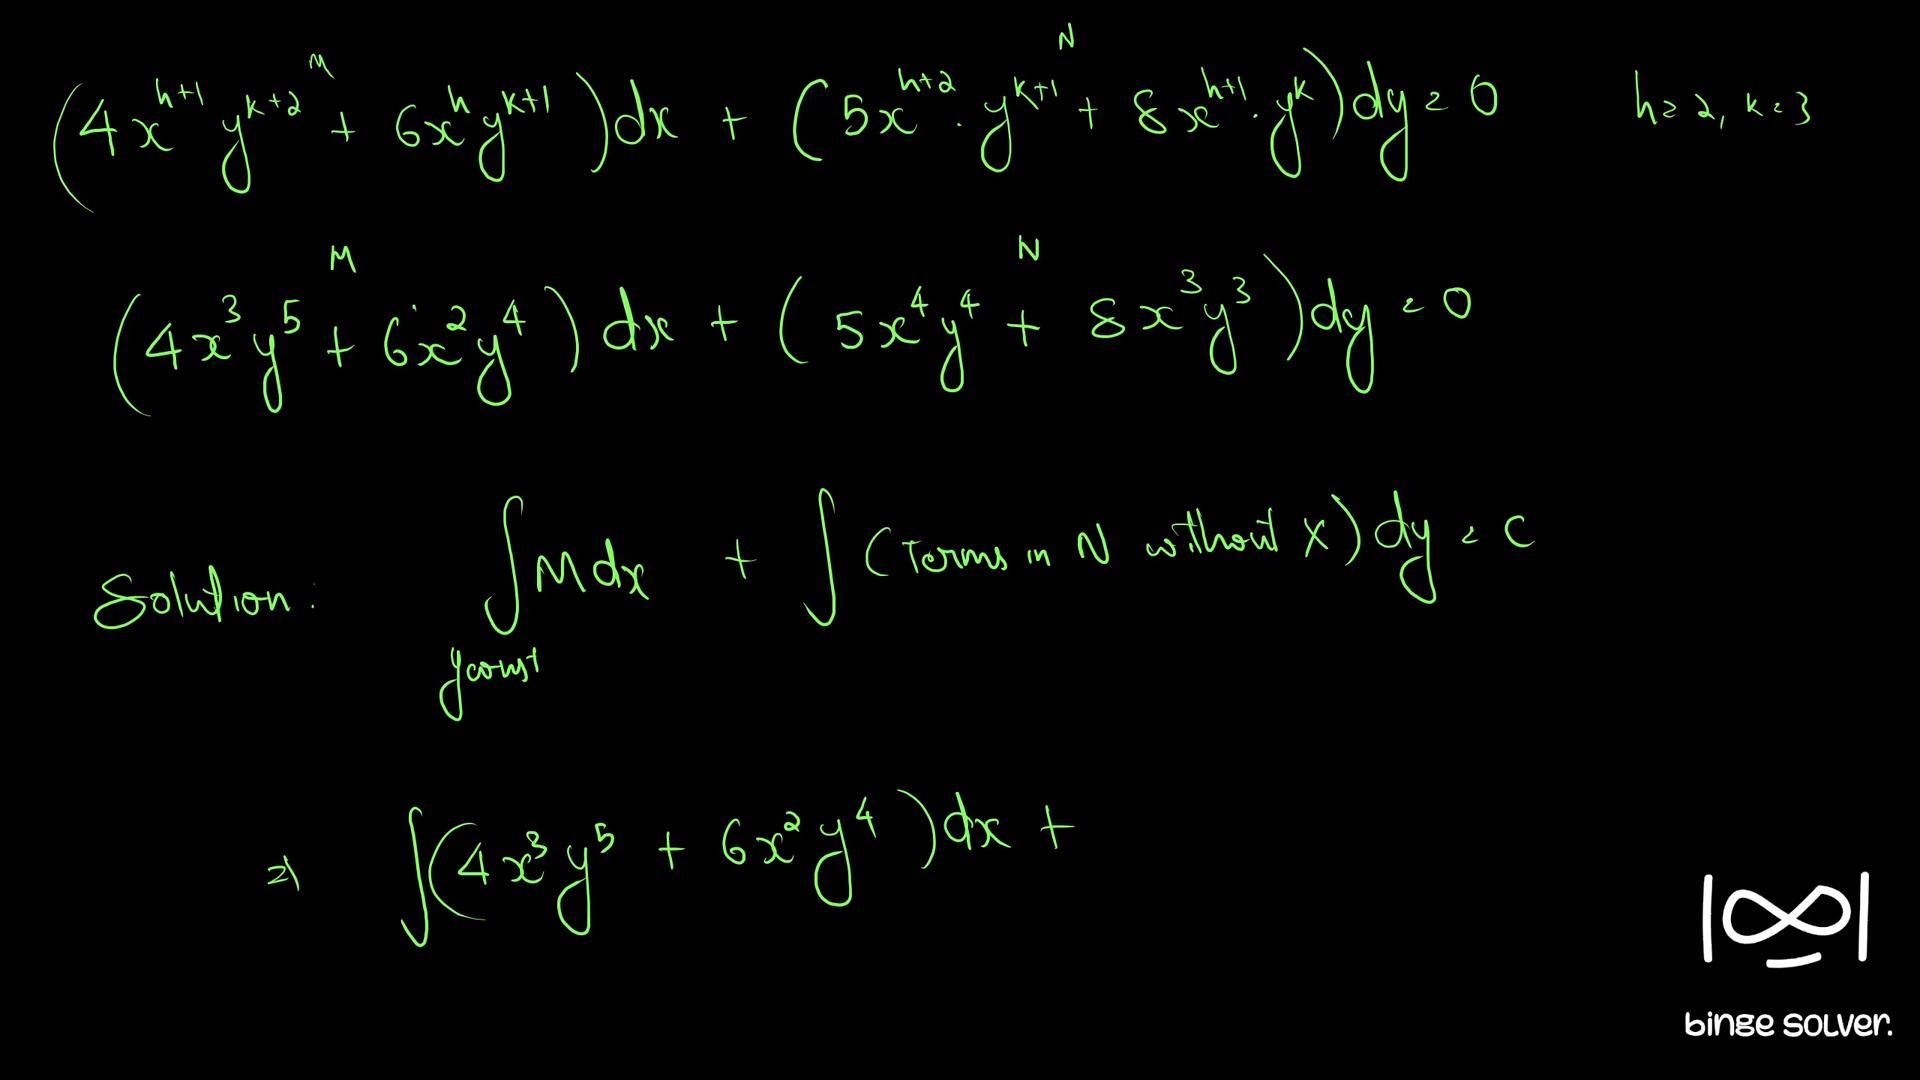 M N
(4x^{h+1} y^{k+2} + 6x^h y^{k+1})dx + (5x^{h+2} . y^{k+1} + 8x^{h+1} . y^k)dy = 0 h = 2, k = 3
M N
(4x^3 y^5 + 6x^2 y^4) dx + (5x^4 y^4 + 8x^3 y^3)dy = 0
Solution: ∫ M dx + ∫ (Terms in N without x) dy = c
y const
⇒ ∫(4x^3 y^5 + 6x^2 y^4)dx +
binge solver.